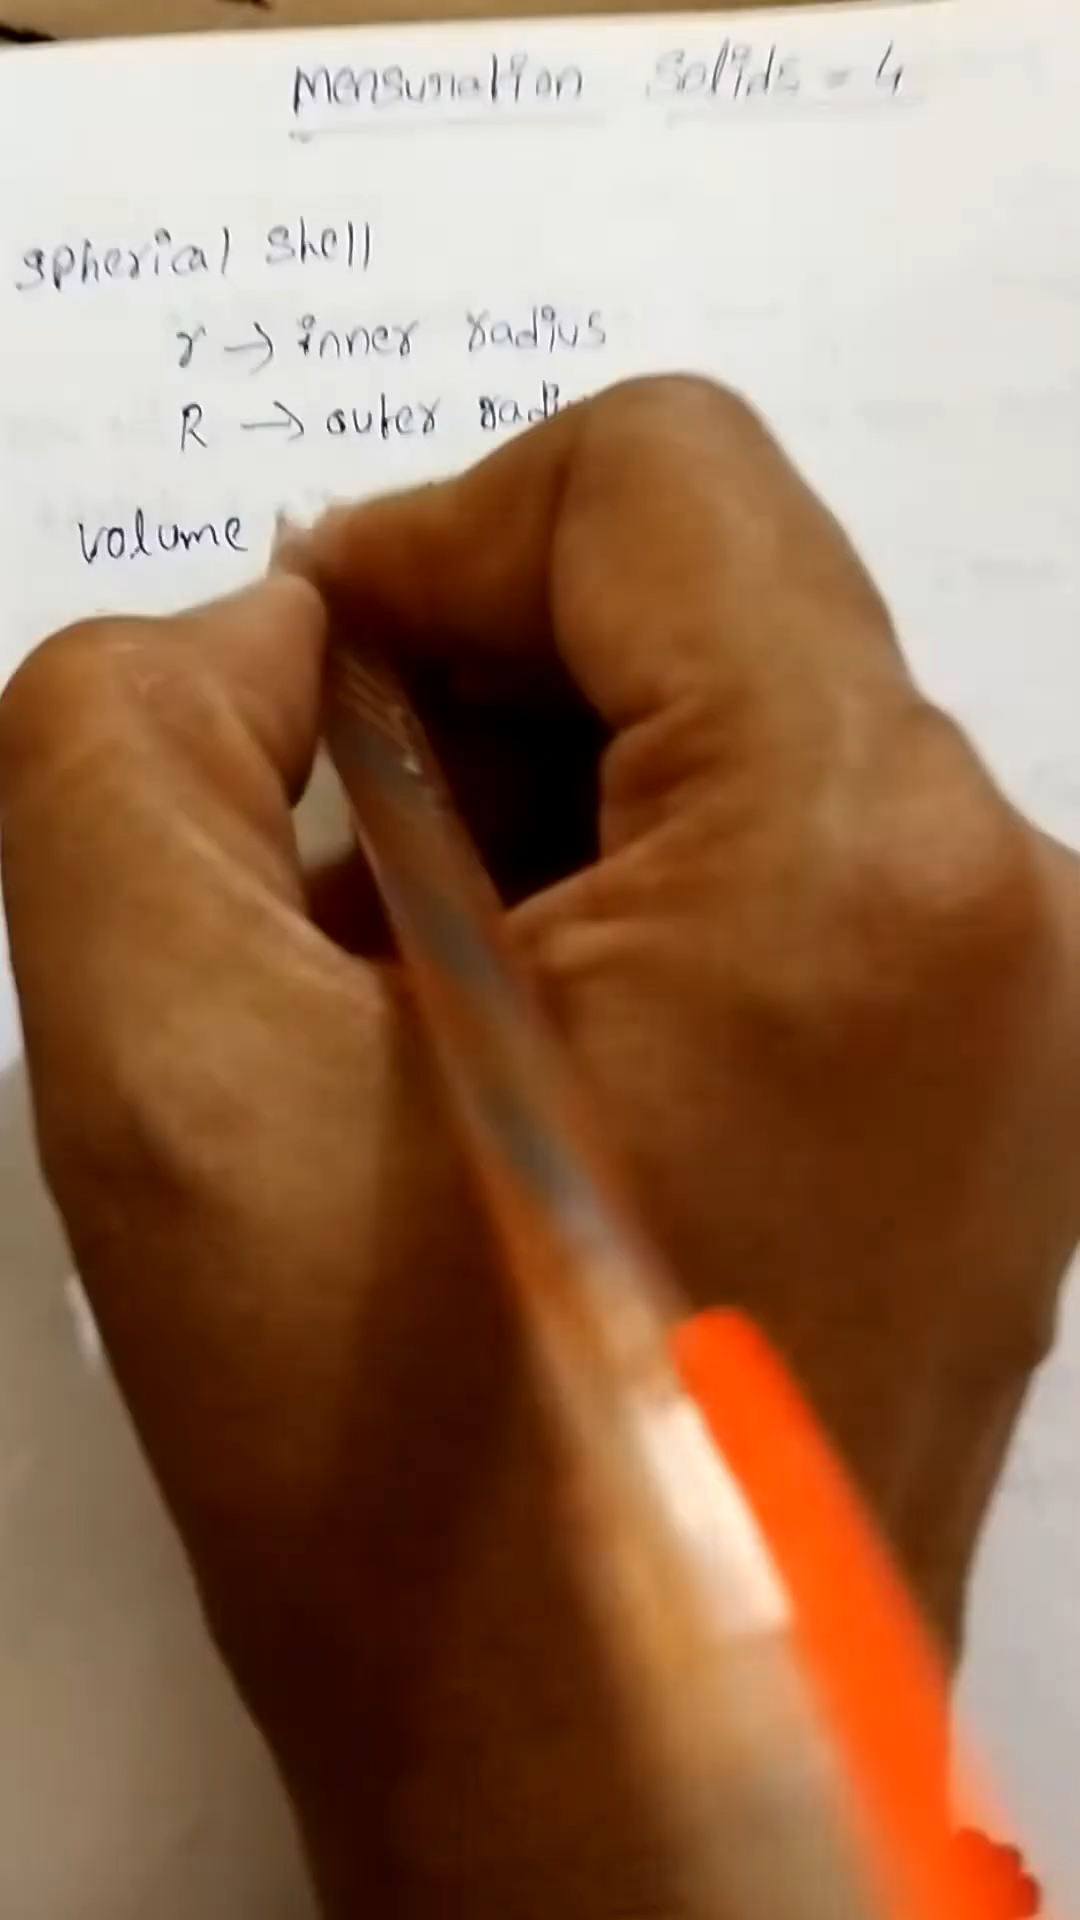 Mensuration Solids - 4
spherical shell
r → inner radius
R → outer
volume